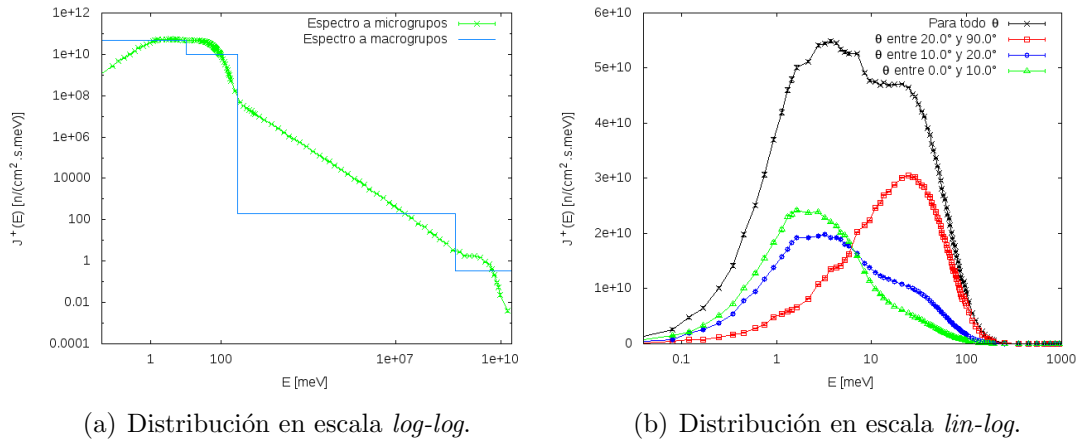 Espectro a microgrupos
Espectro a macrogrupos
J⁺(E) [n/(cm².s.meV)]
1e+12
1e+10
1e+08
1e+06
10000
100
1
0.01
0.0001
1
100
1e+07
1e+10
E [meV]
(a) Distribución en escala log-log.
Para todo θ
θ entre 20.0° y 90.0°
θ entre 10.0° y 20.0°
θ entre 0.0° y 10.0°
J⁺(E) [n/(cm².s.meV)]
6e+10
5e+10
4e+10
3e+10
2e+10
1e+10
0
0.1
1
10
100
1000
E [meV]
(b) Distribución en escala lin-log.